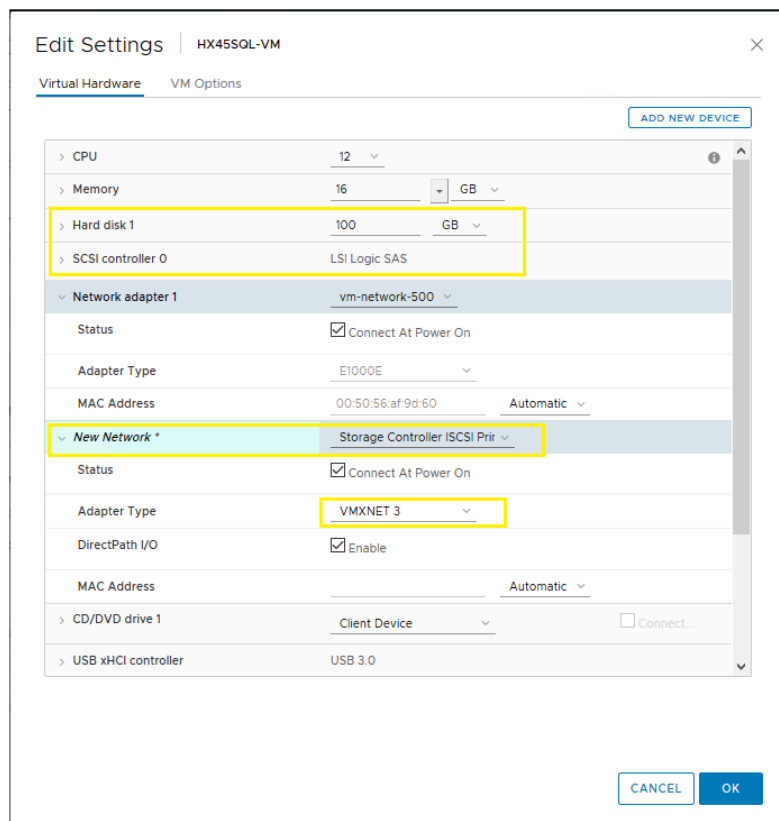 Edit Settings HX45SQL-VM
Virtual Hardware VM Options
ADD NEW DEVICE
CPU 12
Memory 16 GB
Hard disk 1 100 GB
SCSI controller 0 LSI Logic SAS
Network adapter 1 vm-network-500
Status Connect At Power On
Adapter Type E1000E
MAC Address 00:50:56:af:9d:60 Automatic
New Network * Storage Controller ISCSI Prir
Status Connect At Power On
Adapter Type VMXNET 3
DirectPath I/O Enable
MAC Address Automatic
CD/DVD drive 1 Client Device Connect...
USB xHCI controller USB 3.0
CANCEL OK